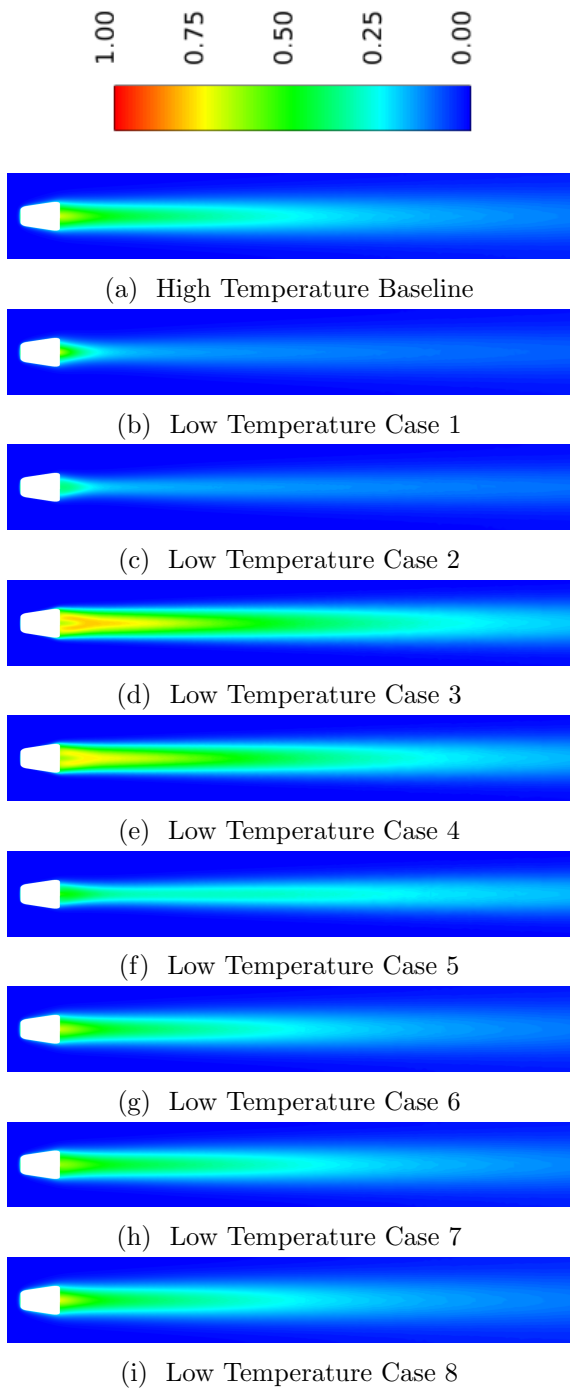 1.00 0.75 0.50 0.25 0.00
(a) High Temperature Baseline
(b) Low Temperature Case 1
(c) Low Temperature Case 2
(d) Low Temperature Case 3
(e) Low Temperature Case 4
(f) Low Temperature Case 5
(g) Low Temperature Case 6
(h) Low Temperature Case 7
(i) Low Temperature Case 8